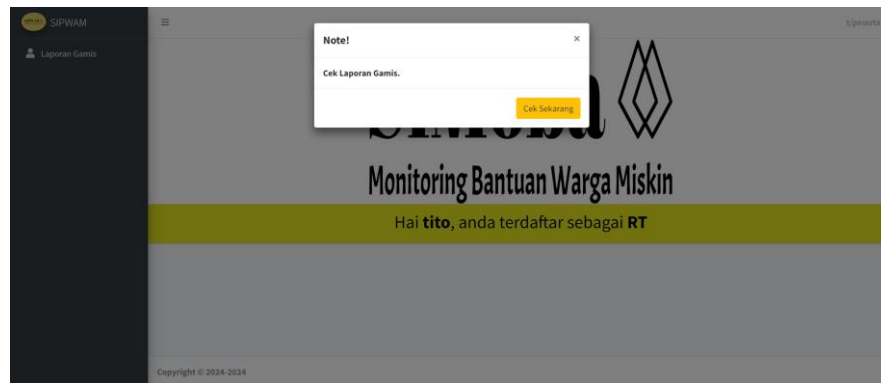 SIPWAM
Laporan Gamis
Note!
×
Cek Laporan Gamis.
Cek Sekarang
Monitoring Bantuan Warga Miskin
Hai tito, anda terdaftar sebagai RT
Copyright © 2024-2024